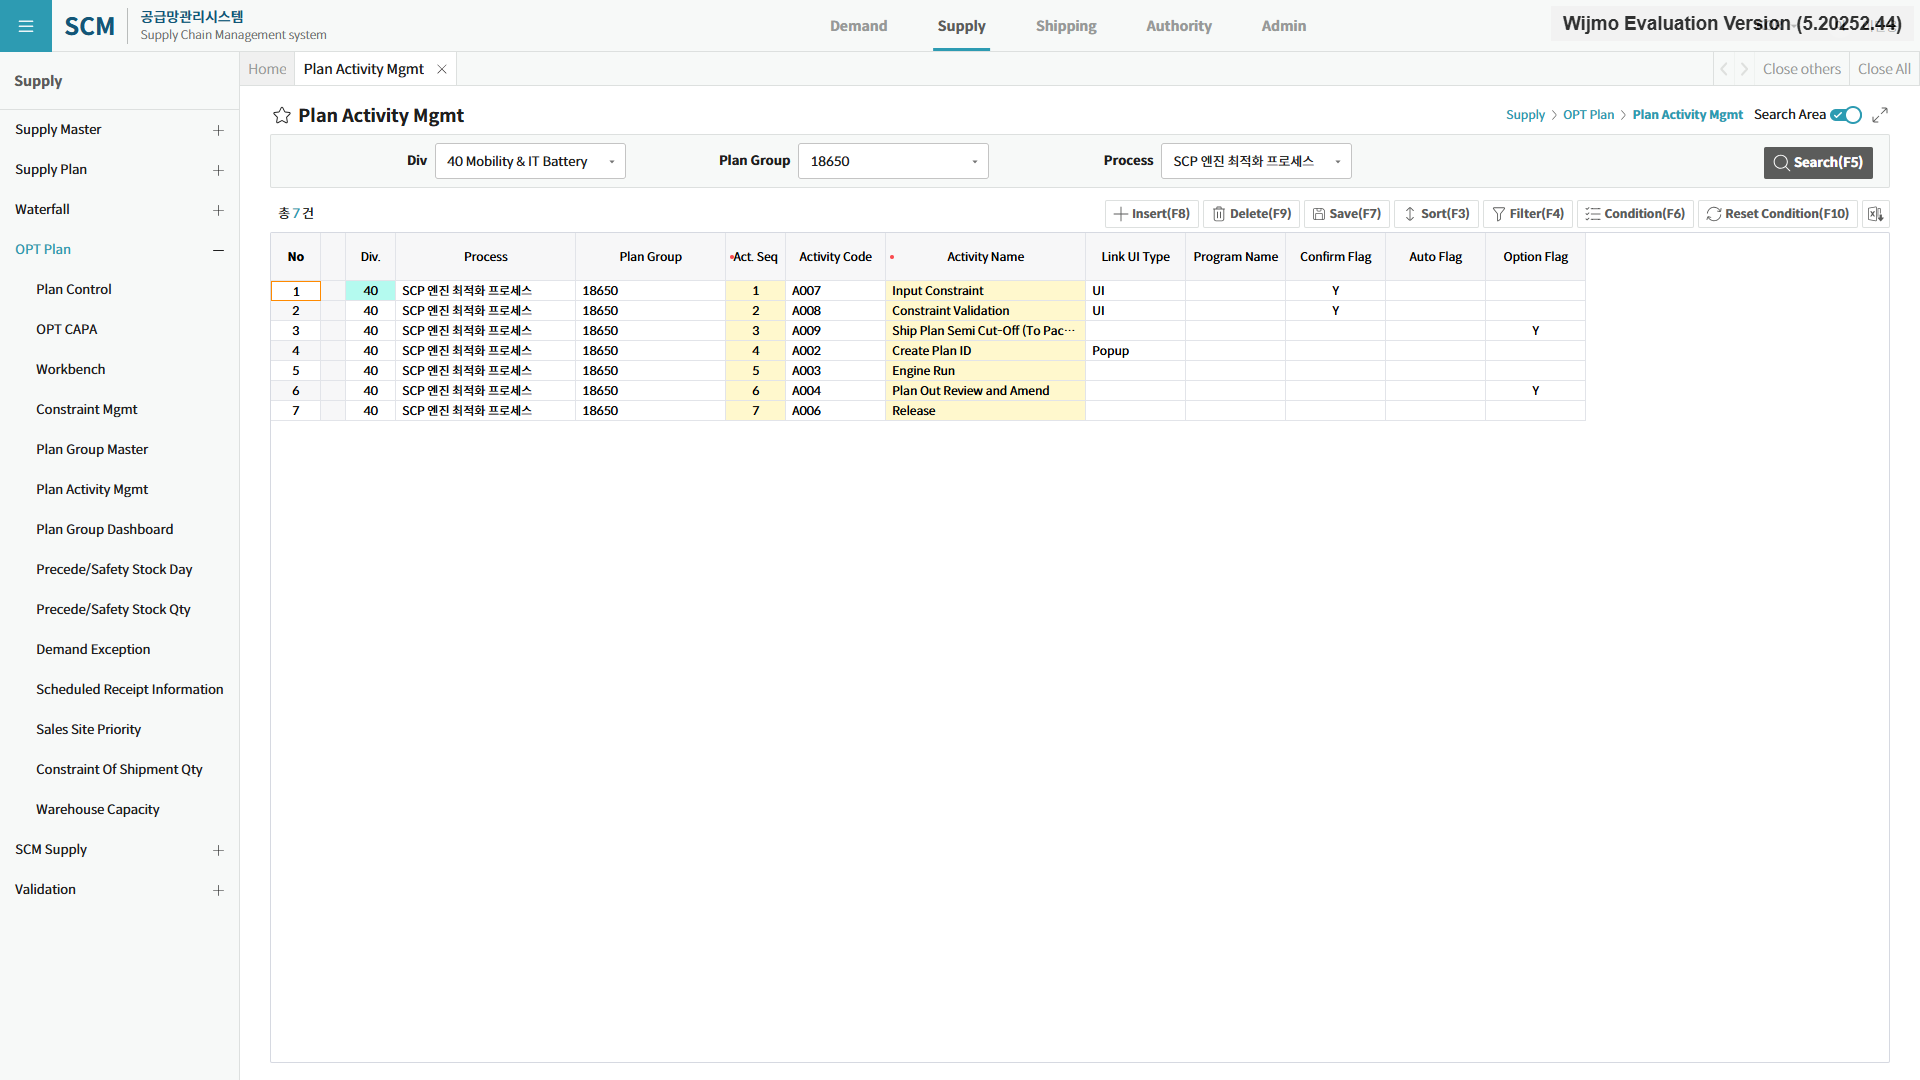 SCM
공급망관리시스템
Supply Chain Management system
Demand
Supply
Shipping
Authority
Admin
Wijmo Evaluation Version (5.20252.44)
Supply
Home
Plan Activity Mgmt
Close others
Close All
Supply Master
Supply Plan
Waterfall
OPT Plan
Plan Control
OPT CAPA
Workbench
Constraint Mgmt
Plan Group Master
Plan Activity Mgmt
Plan Group Dashboard
Precede/Safety Stock Day
Precede/Safety Stock Qty
Demand Exception
Scheduled Receipt Information
Sales Site Priority
Constraint Of Shipment Qty
Warehouse Capacity
SCM Supply
Validation
Plan Activity Mgmt
Supply > OPT Plan > Plan Activity Mgmt
Search Area
Div 40 Mobility & IT Battery
Plan Group 18650
Process SCP 엔진 최적화 프로세스
Search(F5)
총 7 건
Insert(F8)
Delete(F9)
Save(F7)
Sort(F3)
Filter(F4)
Condition(F6)
Reset Condition(F10)
No Div. Process Plan Group Act. Seq Activity Code Activity Name Link UI Type Program Name Confirm Flag Auto Flag Option Flag
1 40 SCP 엔진 최적화 프로세스 18650 1 A007 Input Constraint UI Y
2 40 SCP 엔진 최적화 프로세스 18650 2 A008 Constraint Validation UI Y
3 40 SCP 엔진 최적화 프로세스 18650 3 A009 Ship Plan Semi Cut-Off (To Pac… Y
4 40 SCP 엔진 최적화 프로세스 18650 4 A002 Create Plan ID Popup
5 40 SCP 엔진 최적화 프로세스 18650 5 A003 Engine Run
6 40 SCP 엔진 최적화 프로세스 18650 6 A004 Plan Out Review and Amend Y
7 40 SCP 엔진 최적화 프로세스 18650 7 A006 Release